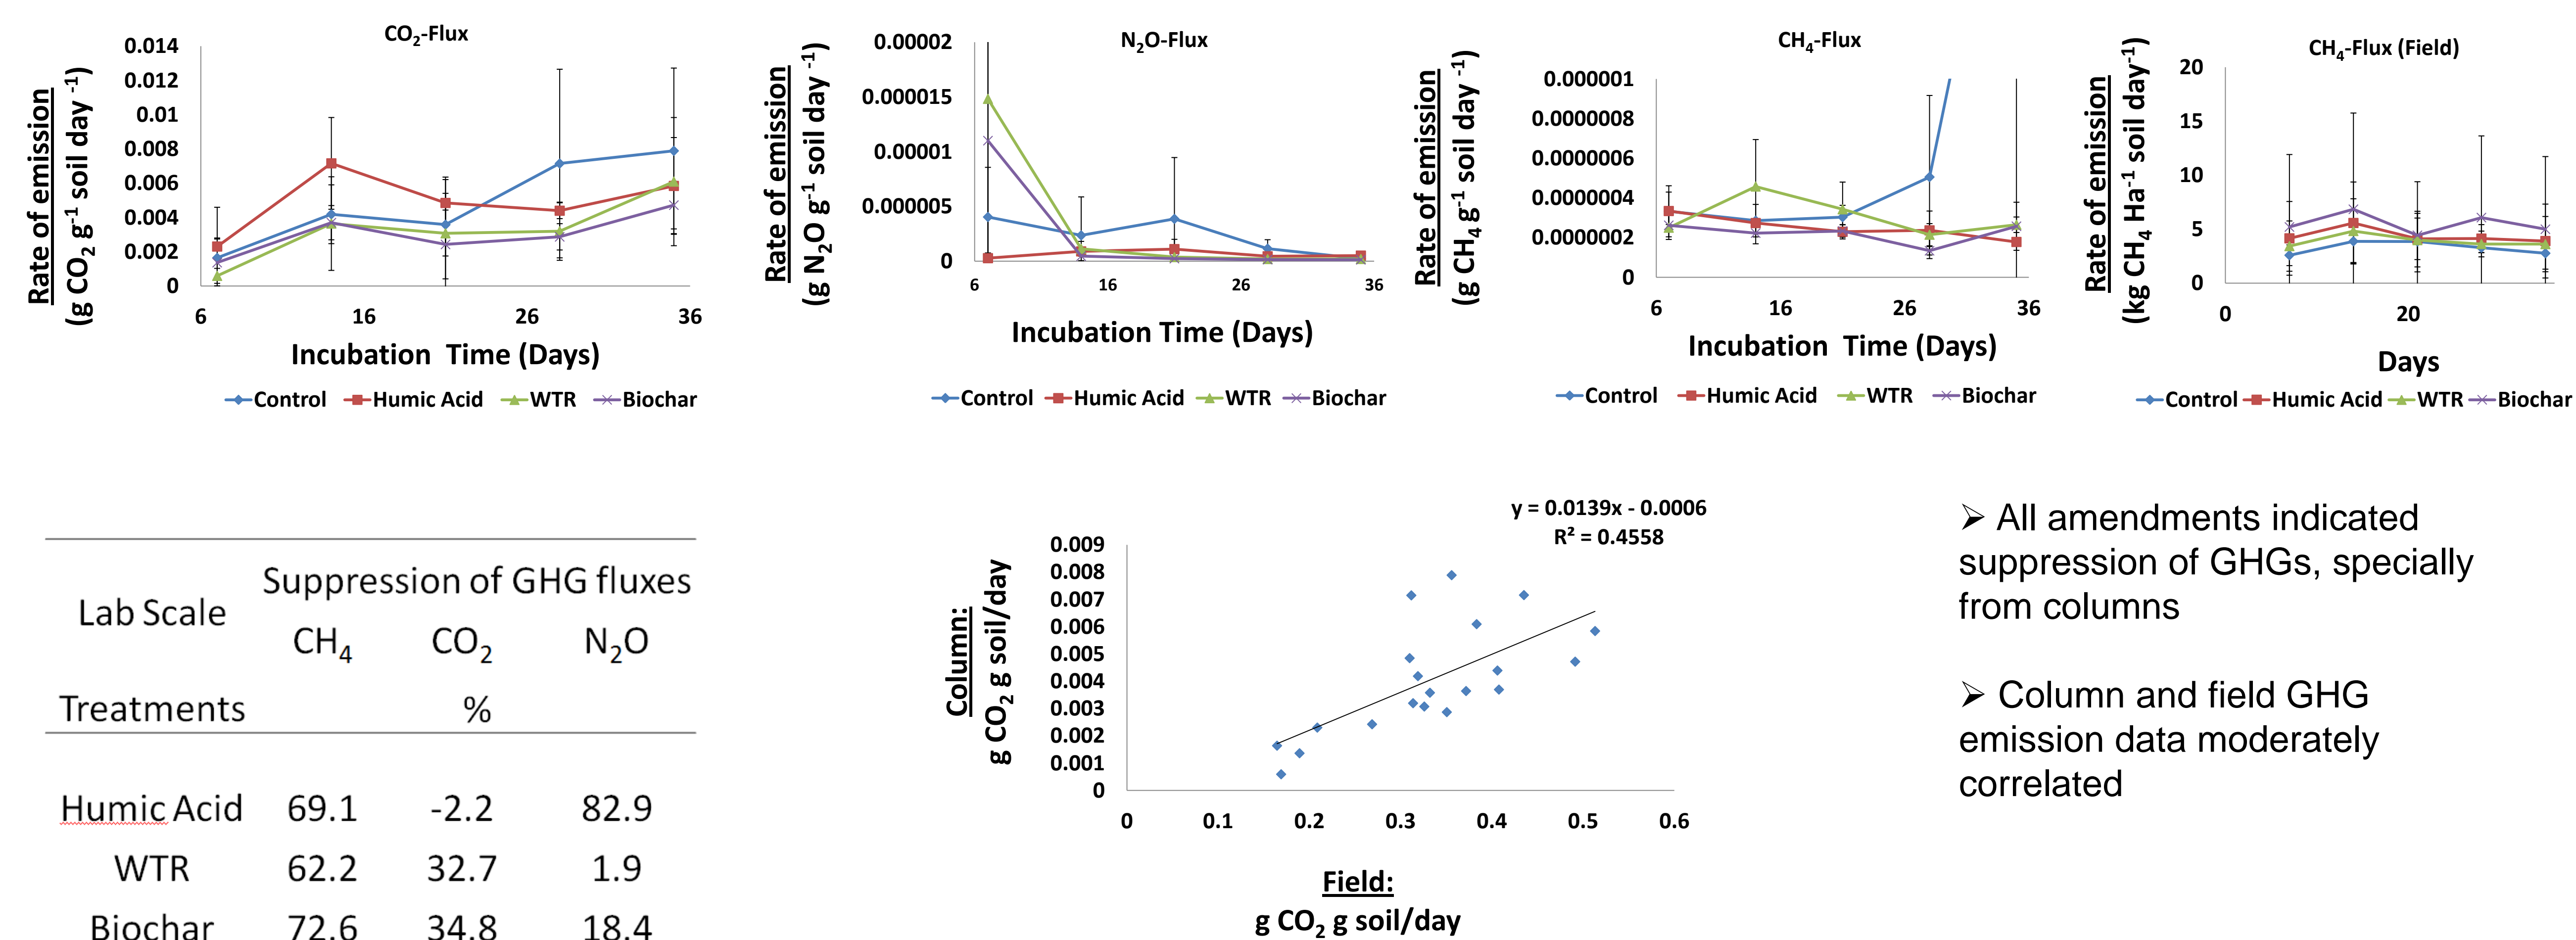 CO₂-Flux
Rate of emission
(g CO₂ g⁻¹ soil day ⁻¹)
0.014
0.012
0.01
0.008
0.006
0.004
0.002
0
6 16 26 36
Incubation Time (Days)
Control Humic Acid WTR Biochar
N₂O-Flux
Rate of emission
(g N₂O g⁻¹ soil day ⁻¹)
0.00002
0.000015
0.00001
0.000005
0
6 16 26 36
Incubation Time (Days)
Control Humic Acid WTR Biochar
CH₄-Flux
Rate of emission
(g CH₄ g⁻¹ soil day ⁻¹)
0.000001
0.0000008
0.0000006
0.0000004
0.0000002
0
6 16 26 36
Incubation Time (Days)
Control Humic Acid WTR Biochar
CH₄-Flux (Field)
Rate of emission
(kg CH₄ Ha⁻¹ soil day⁻¹)
20
15
10
5
0
0 20
Days
Control Humic Acid WTR Biochar
Suppression of GHG fluxes
Lab Scale
CH₄ CO₂ N₂O
Treatments %
Humic Acid 69.1 -2.2 82.9
WTR 62.2 32.7 1.9
Biochar 72.6 34.8 18.4
y = 0.0139x - 0.0006
R² = 0.4558
Column:
g CO₂ g soil/day
0.009
0.008
0.007
0.006
0.005
0.004
0.003
0.002
0.001
0
0 0.1 0.2 0.3 0.4 0.5 0.6
Field:
g CO₂ g soil/day
➢ All amendments indicated
suppression of GHGs, specially
from columns
➢ Column and field GHG
emission data moderately
correlated